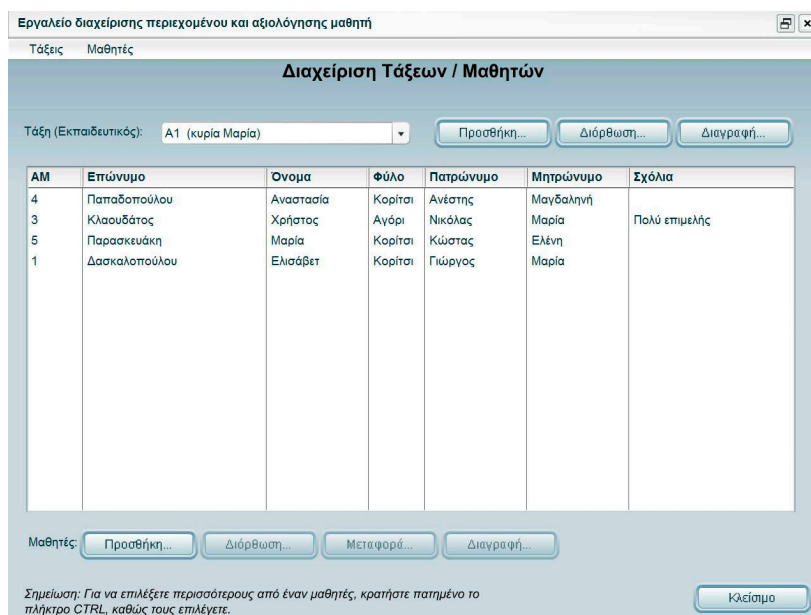 Εργαλείο διαχείρισης περιεχομένου και αξιολόγησης μαθητή
Τάξεις Μαθητές
Διαχείριση Τάξεων / Μαθητών
Τάξη (Εκπαιδευτικός): Α1 (κυρία Μαρία) Προσθήκη... Διόρθωση... Διαγραφή...
ΑΜ Επώνυμο Όνομα Φύλο Πατρώνυμο Μητρώνυμο Σχόλια
4 Παπαδοπούλου Αναστασία Κορίτσι Ανέστης Μαγδαληνή
3 Κλαουδάτος Χρήστος Αγόρι Νικόλας Μαρία Πολύ επιμελής
5 Παρασκευάκη Μαρία Κορίτσι Κώστας Ελένη
1 Δασκαλοπούλου Ελισάβετ Κορίτσι Γιώργος Μαρία
Μαθητές: Προσθήκη... Διόρθωση... Μεταφορά... Διαγραφή...
Σημείωση: Για να επιλέξετε περισσότερους από έναν μαθητές, κρατήστε πατημένο το
πλήκτρο CTRL, καθώς τους επιλέγετε.
Κλείσιμο